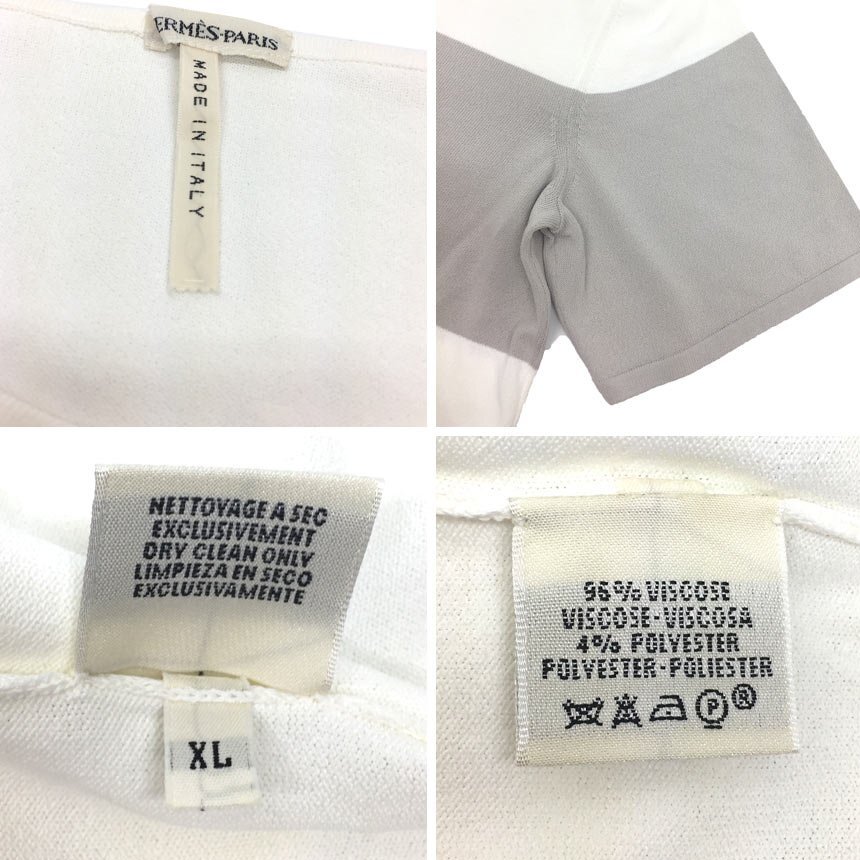 ERMÈS-PARIS
MADE IN ITALY
NETTOYAGE A SEC
EXCLUSIVEMENT
DRY CLEAN ONLY
LIMPIEZA EN SECO
EXCLUSIVAMENTE
XL
96% VISCOSE
VISCOSE-VISCOSA
4% POLYESTER
POLYESTER-POLIESTER
P®